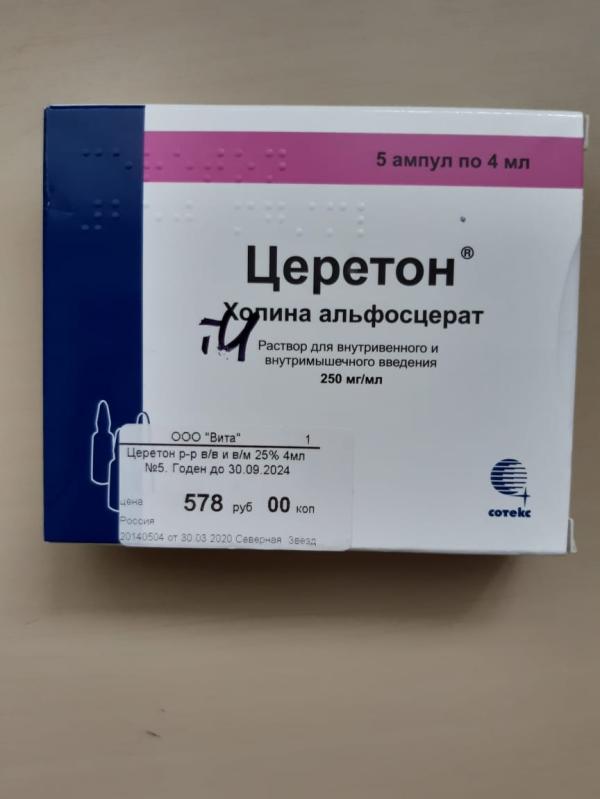 5 ампул по 4 мл
Церетон®
Холина альфосцерат
Раствор для внутривенного и
внутримышечного введения
250 мг/мл
ООО "Вита" 1
Церетон р-р в/в и в/м 25% 4мл
№5. Годен до 30.09.2024
цена 578 руб 00 коп
Россия
20140504 от 30.03.2020 Северная Звезд
сотекс